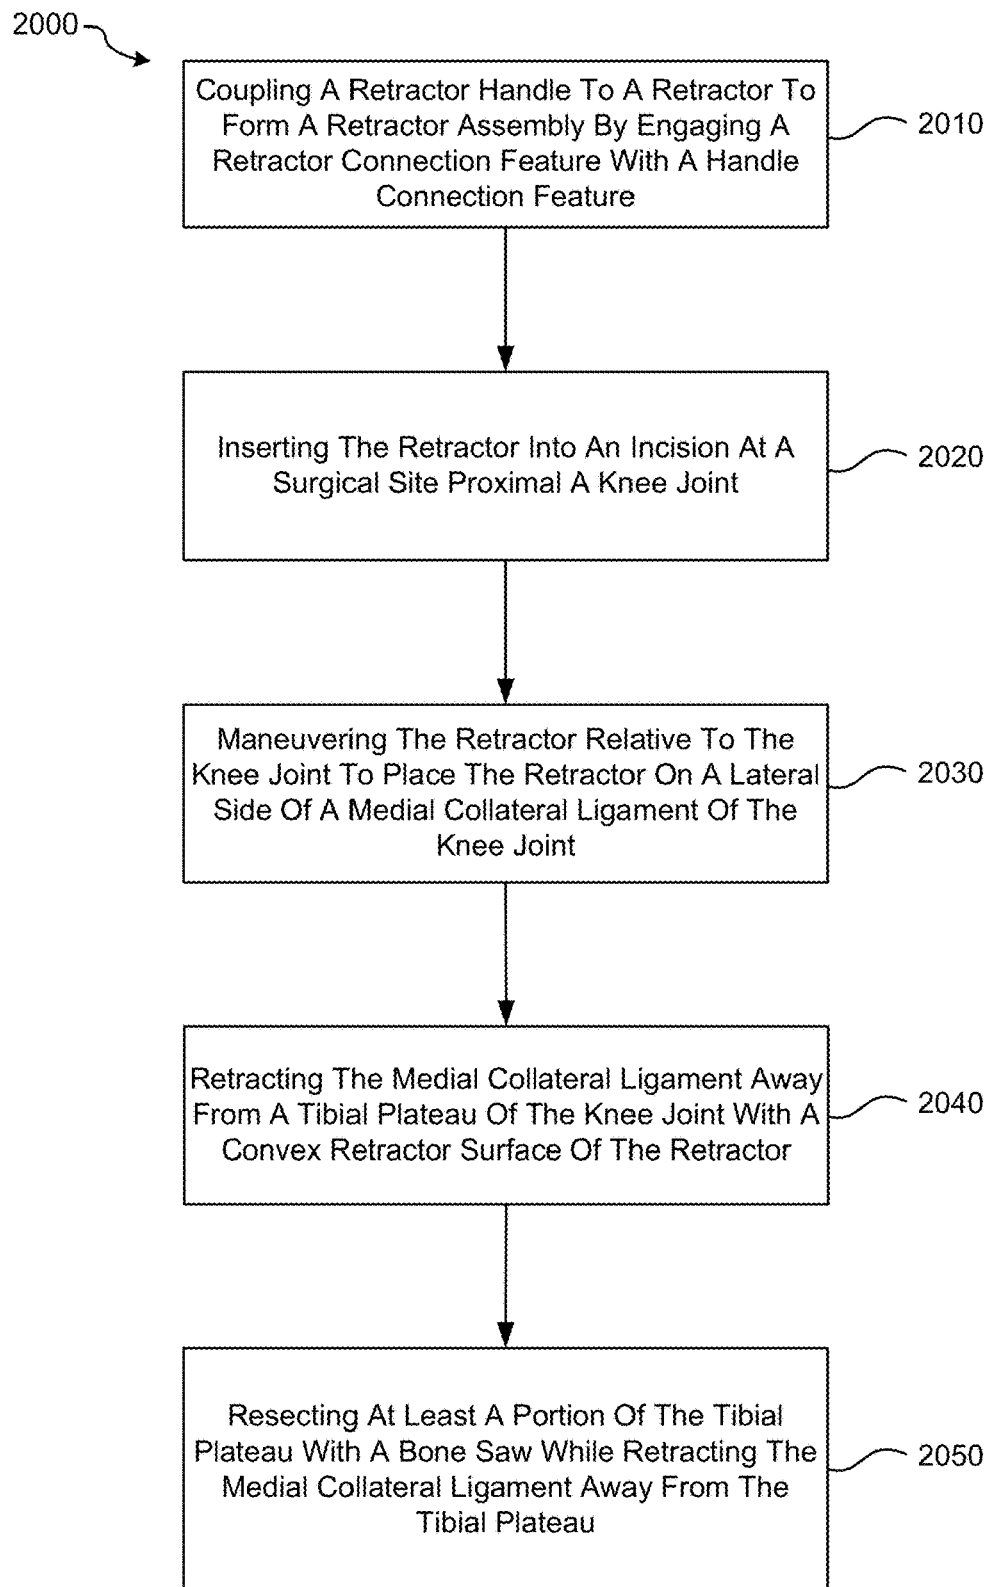 2000
Coupling A Retractor Handle To A Retractor To
Form A Retractor Assembly By Engaging A
Retractor Connection Feature With A Handle
Connection Feature
2010
Inserting The Retractor Into An Incision At A
Surgical Site Proximal A Knee Joint
2020
Maneuvering The Retractor Relative To The
Knee Joint To Place The Retractor On A Lateral
Side Of A Medial Collateral Ligament Of The
Knee Joint
2030
Retracting The Medial Collateral Ligament Away
From A Tibial Plateau Of The Knee Joint With A
Convex Retractor Surface Of The Retractor
2040
Resecting At Least A Portion Of The Tibial
Plateau With A Bone Saw While Retracting The
Medial Collateral Ligament Away From The
Tibial Plateau
2050